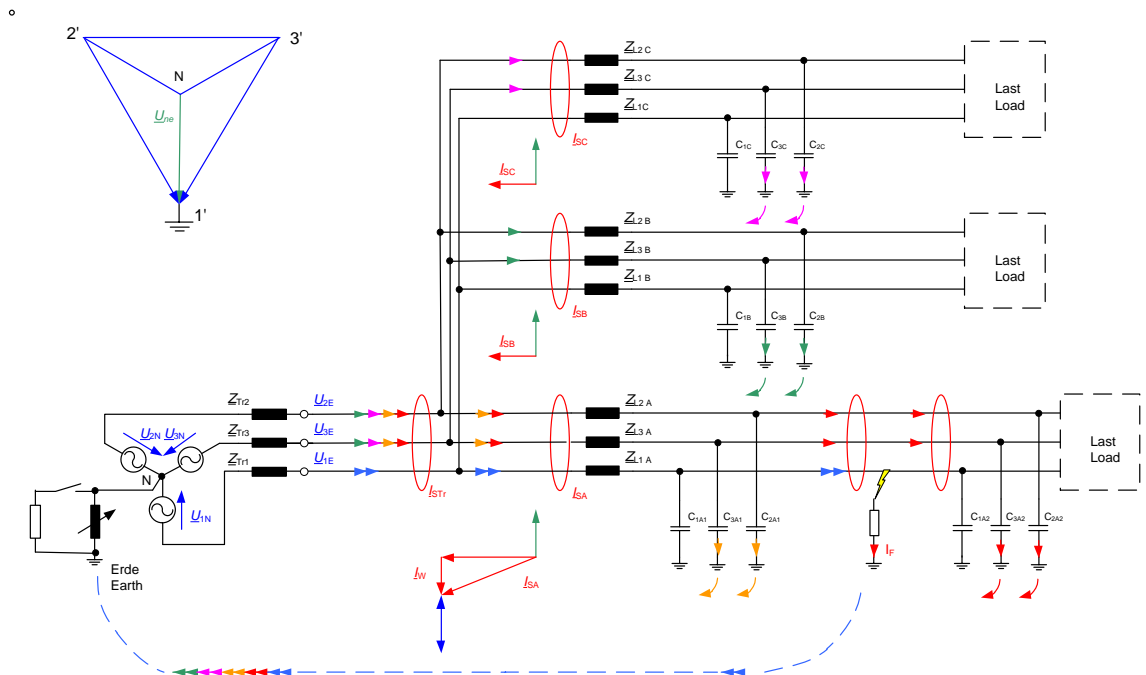 2'
3'
N
Une
1'
ZL2 C
ZL3 C
ZL1C
ISC
ISC
C1C
C3C
C2C
Last
Load
ZL2 B
ZL3 B
ZL1 B
ISB
ISB
C1B
C3B
C2B
Last
Load
ZTr2
U2E
ZTr3
U3E
ZTr1
U1E
U2N
U3N
N
U1N
ISTr
ISA
ZL2 A
ZL3 A
ZL1 A
C1A1
C3A1
C2A1
IF
C1A2
C3A2
C2A2
Last
Load
Erde
Earth
IW
ISA